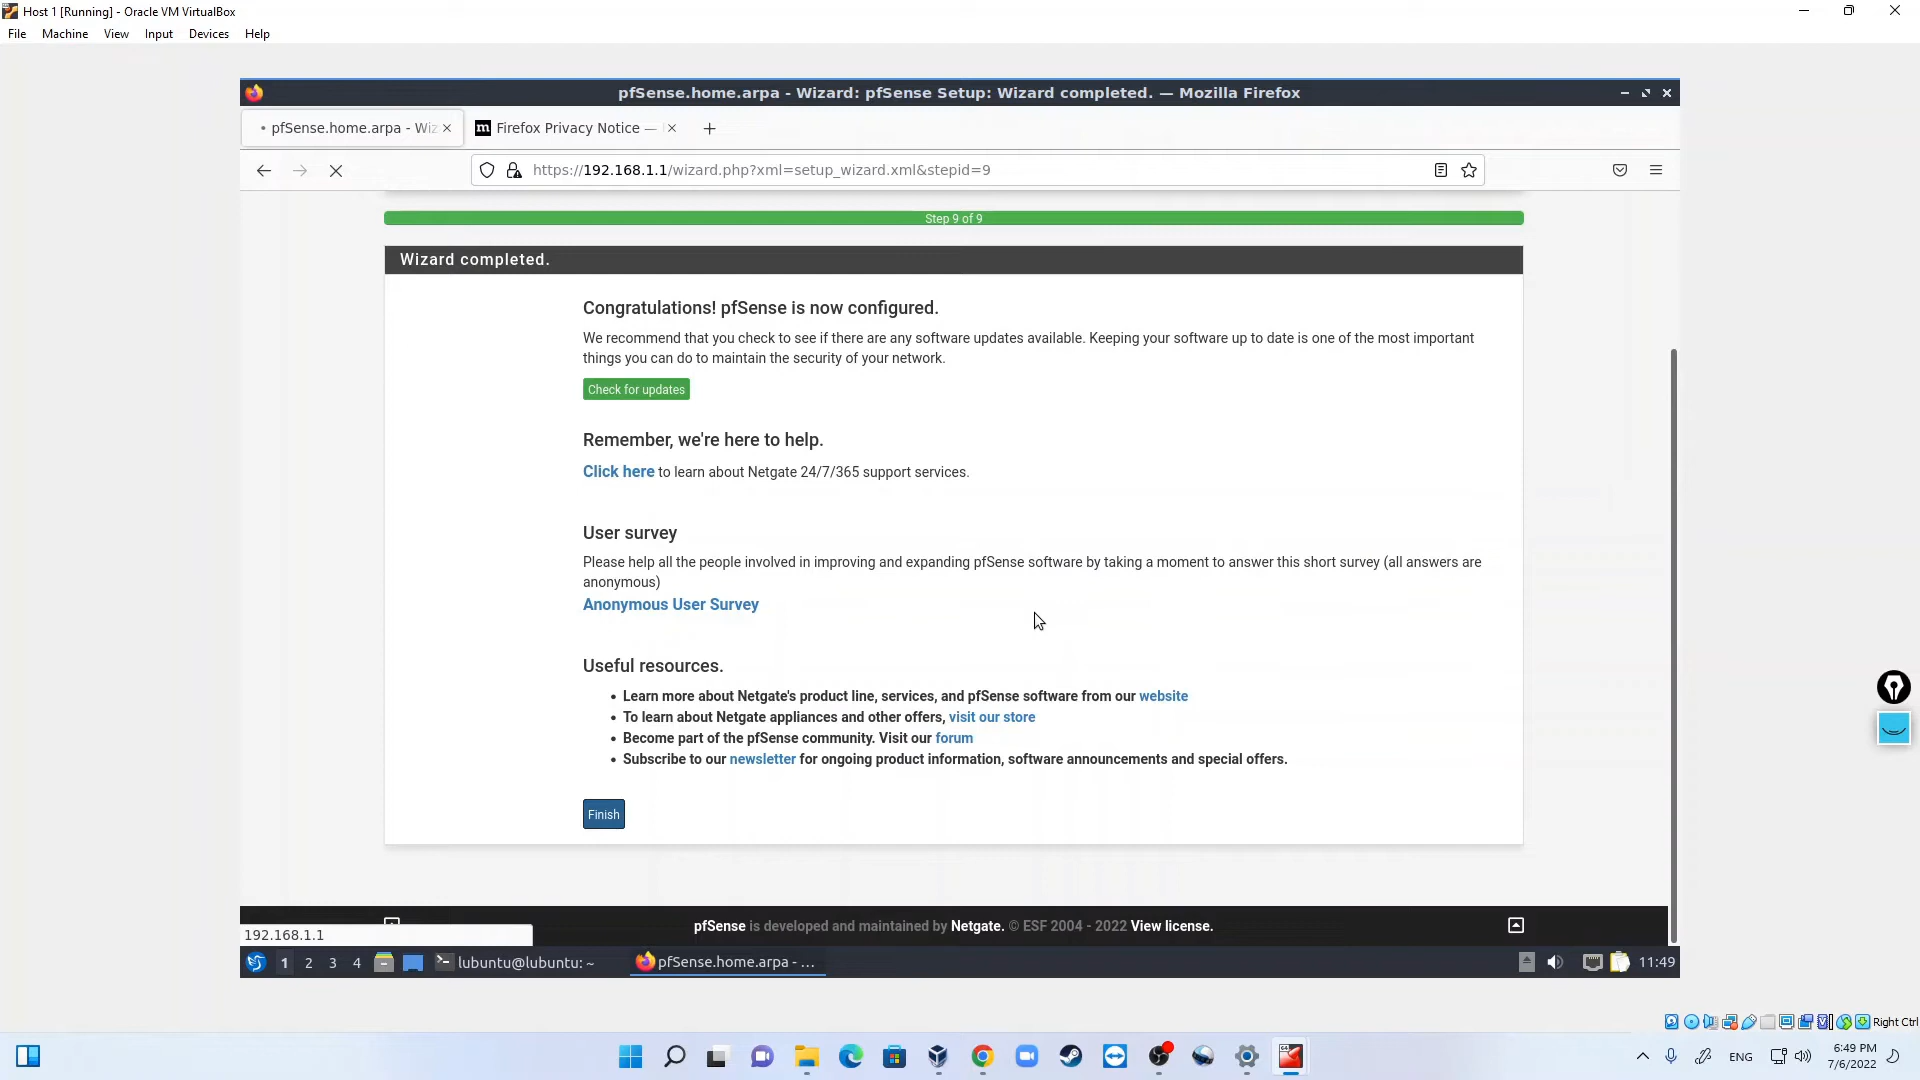 Host 1 [Running] - Oracle VM VirtualBox
File Machine View Input Devices Help
pfSense.home.arpa - Wizard: pfSense Setup: Wizard completed. — Mozilla Firefox
pfSense.home.arpa - Wiz
Firefox Privacy Notice —
https://192.168.1.1/wizard.php?xml=setup_wizard.xml&stepid=9
Step 9 of 9
Wizard completed.
Congratulations! pfSense is now configured.
We recommend that you check to see if there are any software updates available. Keeping your software up to date is one of the most important
things you can do to maintain the security of your network.
Check for updates
Remember, we're here to help.
Click here to learn about Netgate 24/7/365 support services.
User survey
Please help all the people involved in improving and expanding pfSense software by taking a moment to answer this short survey (all answers are
anonymous)
Anonymous User Survey
Useful resources.
• Learn more about Netgate's product line, services, and pfSense software from our website
• To learn about Netgate appliances and other offers, visit our store
• Become part of the pfSense community. Visit our forum
• Subscribe to our newsletter for ongoing product information, software announcements and special offers.
Finish
pfSense is developed and maintained by Netgate. © ESF 2004 - 2022 View license.
192.168.1.1
1 2 3 4 lubuntu@lubuntu: ~ pfSense.home.arpa - ... 11:49
Right Ctrl
ENG
6:49 PM
7/6/2022